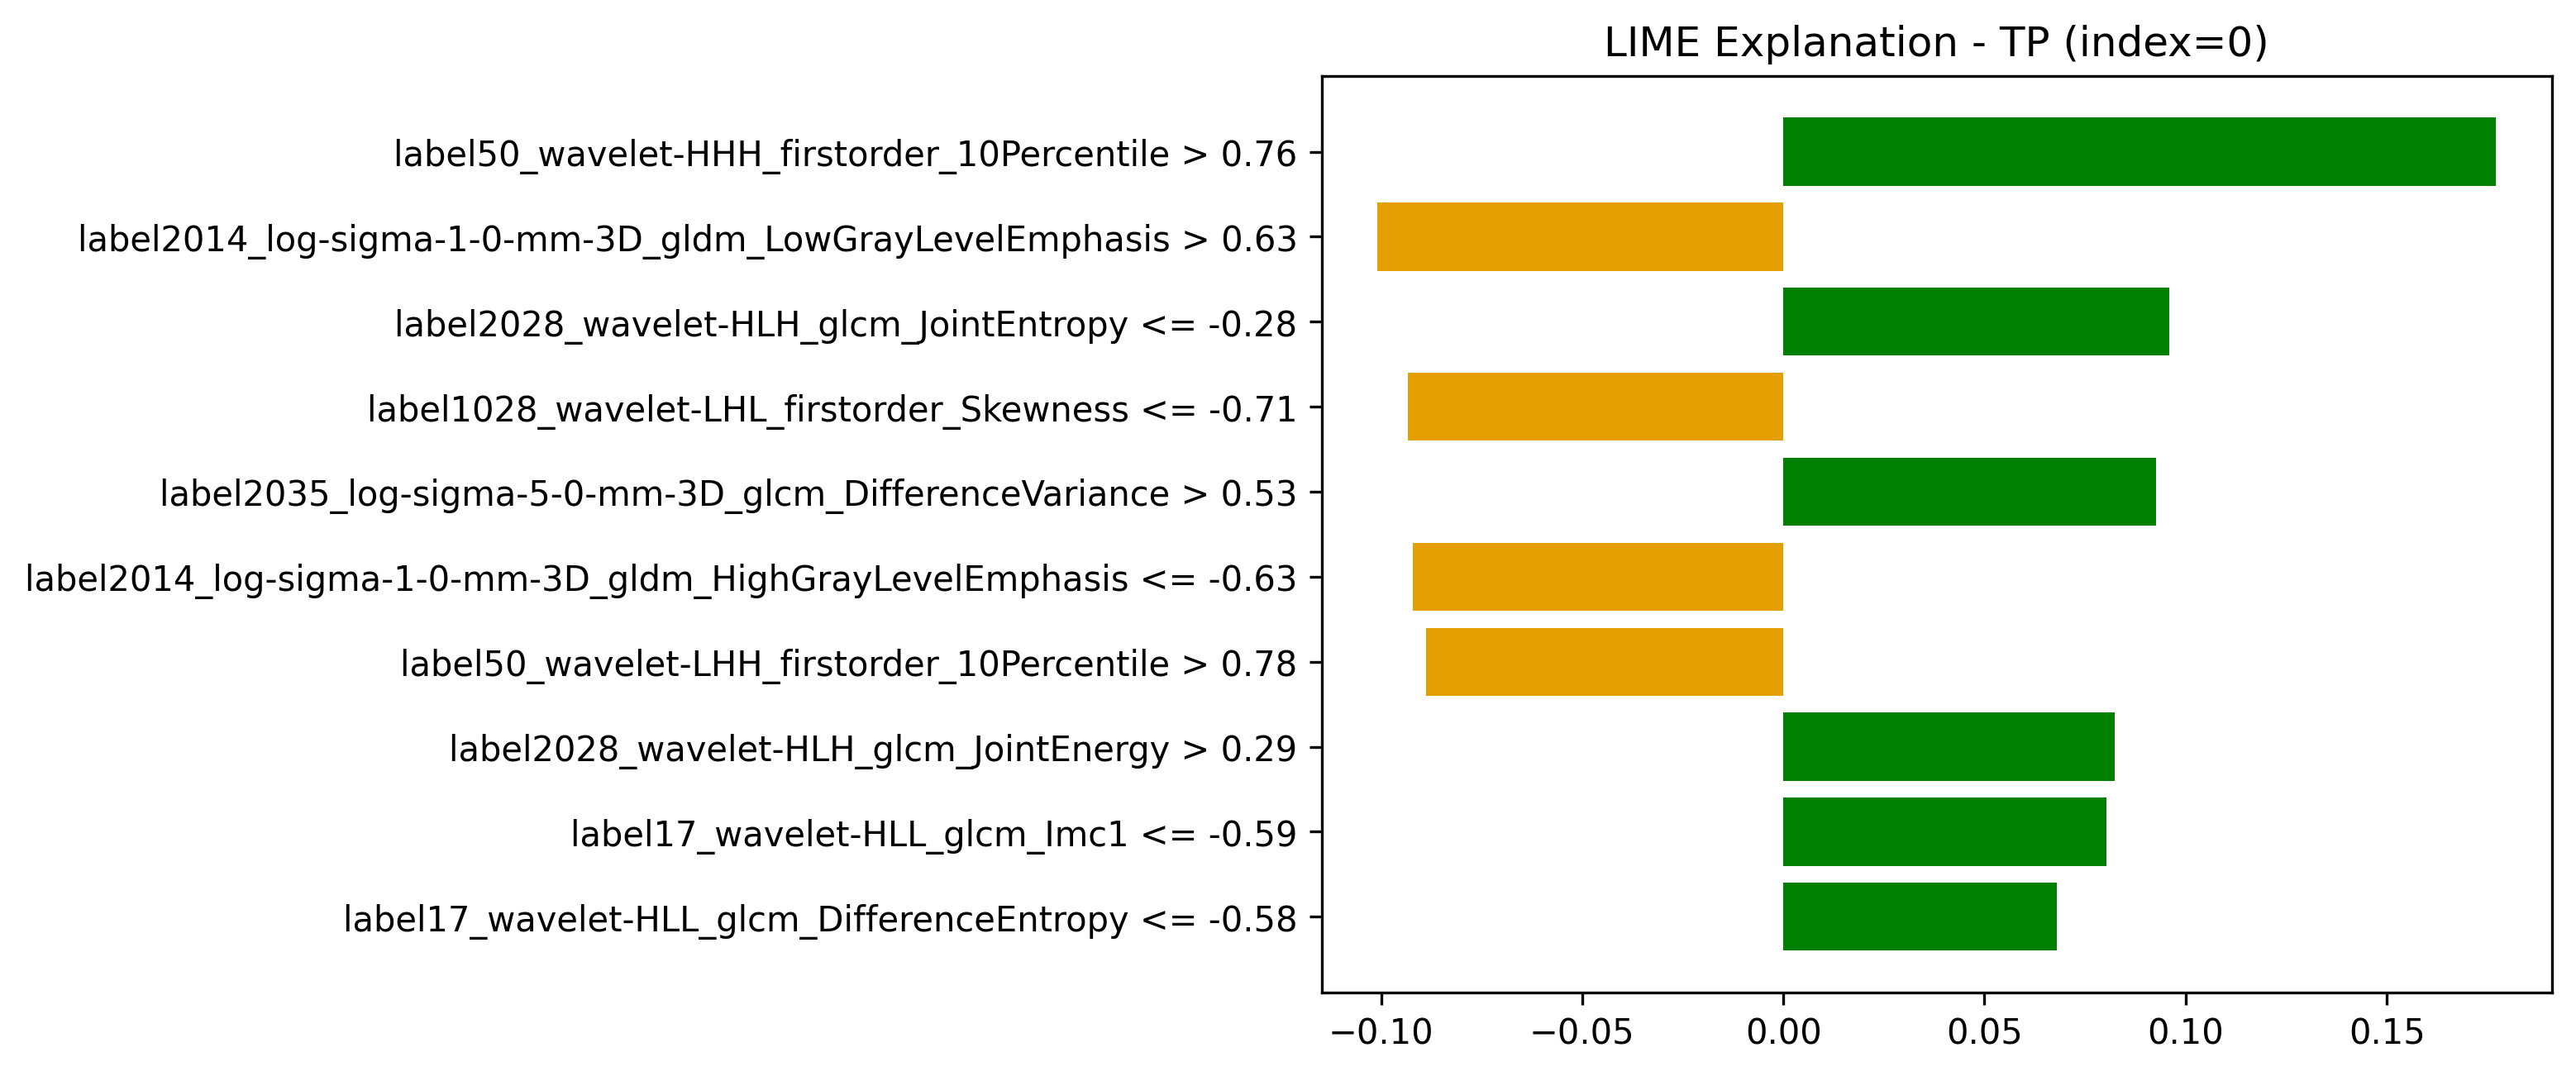 LIME Explanation - TP (index=0)
label50_wavelet-HHH_firstorder_10Percentile > 0.76
label2014_log-sigma-1-0-mm-3D_gldm_LowGrayLevelEmphasis > 0.63
label2028_wavelet-HLH_glcm_JointEntropy <= -0.28
label1028_wavelet-LHL_firstorder_Skewness <= -0.71
label2035_log-sigma-5-0-mm-3D_glcm_DifferenceVariance > 0.53
label2014_log-sigma-1-0-mm-3D_gldm_HighGrayLevelEmphasis <= -0.63
label50_wavelet-LHH_firstorder_10Percentile > 0.78
label2028_wavelet-HLH_glcm_JointEnergy > 0.29
label17_wavelet-HLL_glcm_Imc1 <= -0.59
label17_wavelet-HLL_glcm_DifferenceEntropy <= -0.58
−0.10 −0.05 0.00 0.05 0.10 0.15